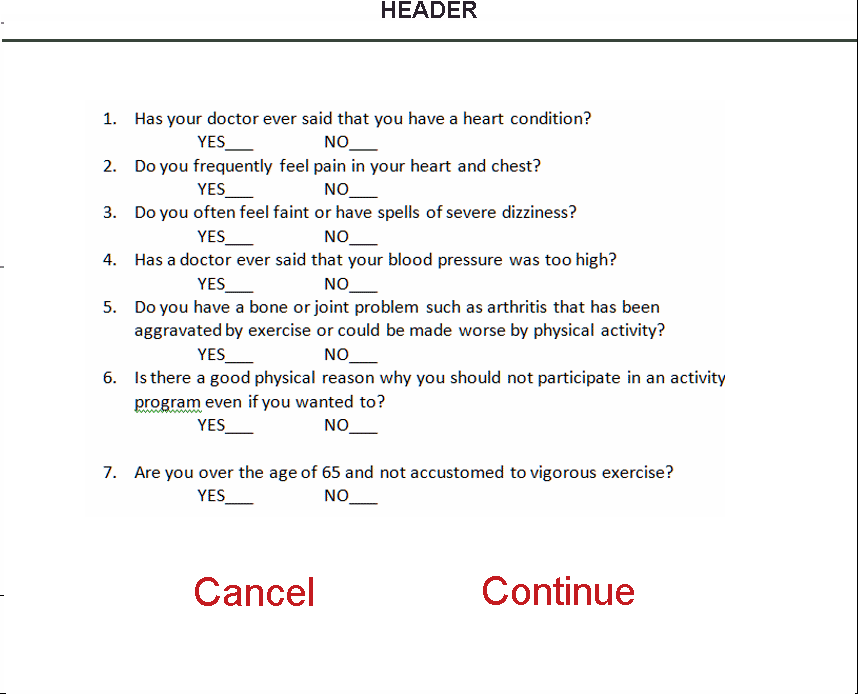 HEADER
1. Has your doctor ever said that you have a heart condition?
YES___ NO___
2. Do you frequently feel pain in your heart and chest?
YES___ NO___
3. Do you often feel faint or have spells of severe dizziness?
YES___ NO___
4. Has a doctor ever said that your blood pressure was too high?
YES___ NO___
5. Do you have a bone or joint problem such as arthritis that has been
aggravated by exercise or could be made worse by physical activity?
YES___ NO___
6. Is there a good physical reason why you should not participate in an activity
program even if you wanted to?
YES___ NO___
7. Are you over the age of 65 and not accustomed to vigorous exercise?
YES___ NO___
Cancel Continue